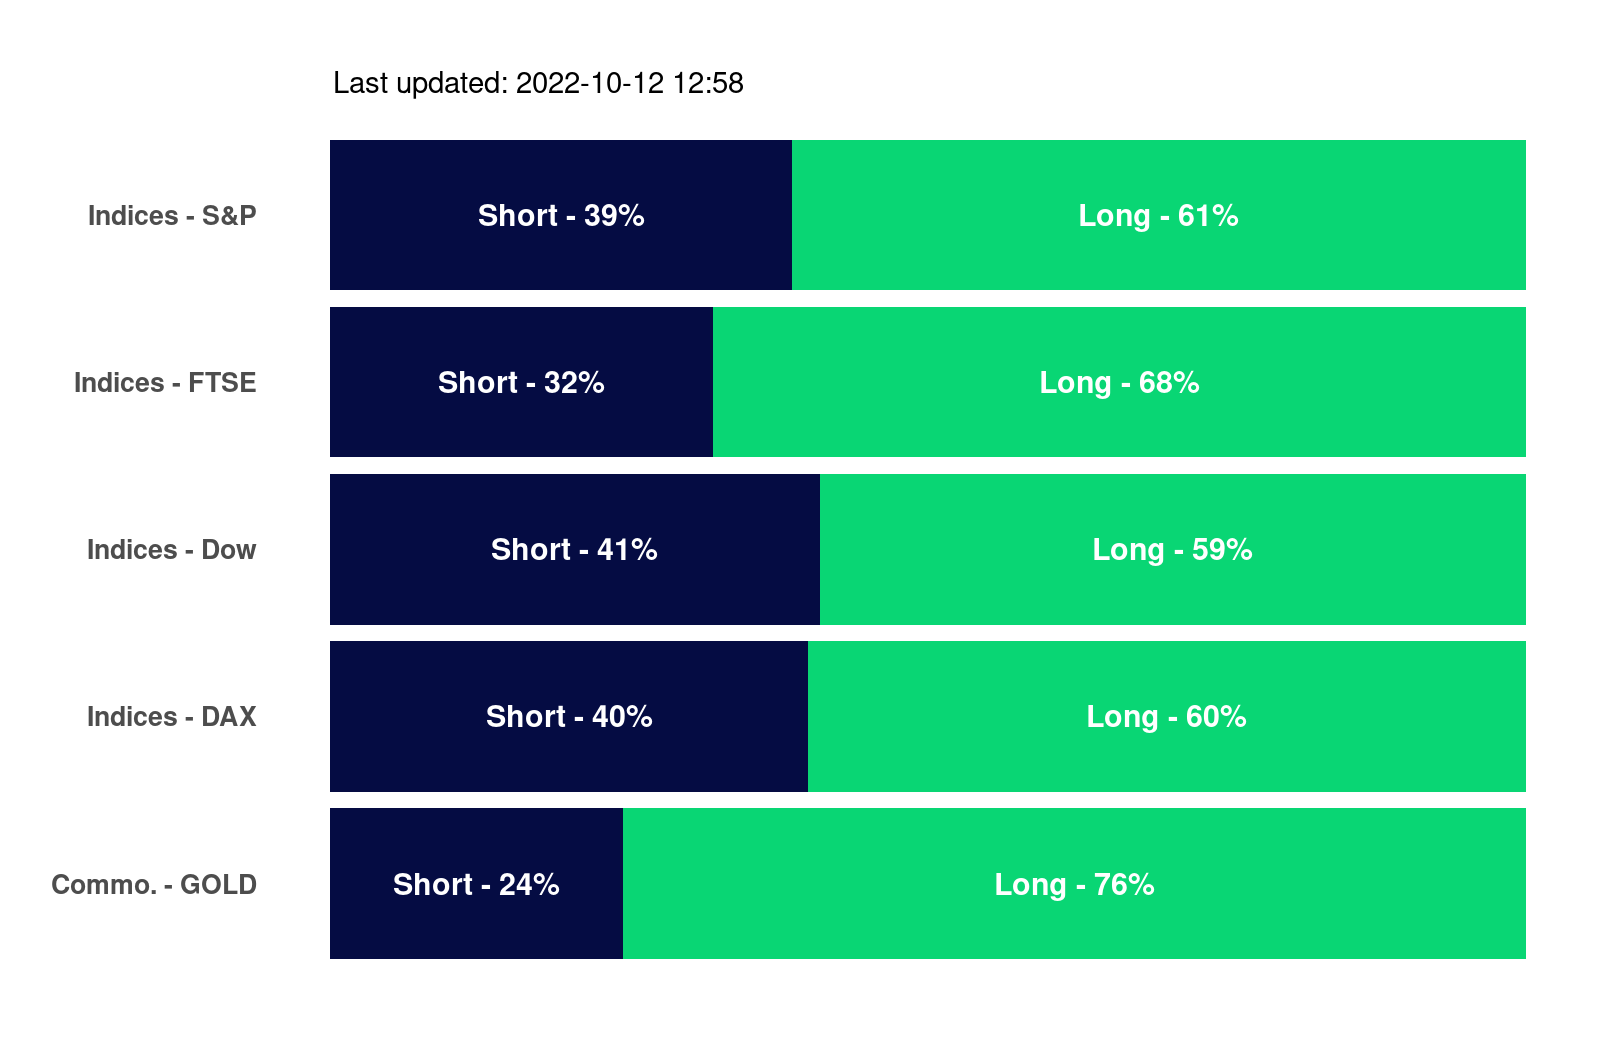 Last updated: 2022-10-12 12:58
Indices - S&P Short - 39% Long - 61%
Indices - FTSE Short - 32% Long - 68%
Indices - Dow Short - 41% Long - 59%
Indices - DAX Short - 40% Long - 60%
Commo. - GOLD Short - 24% Long - 76%